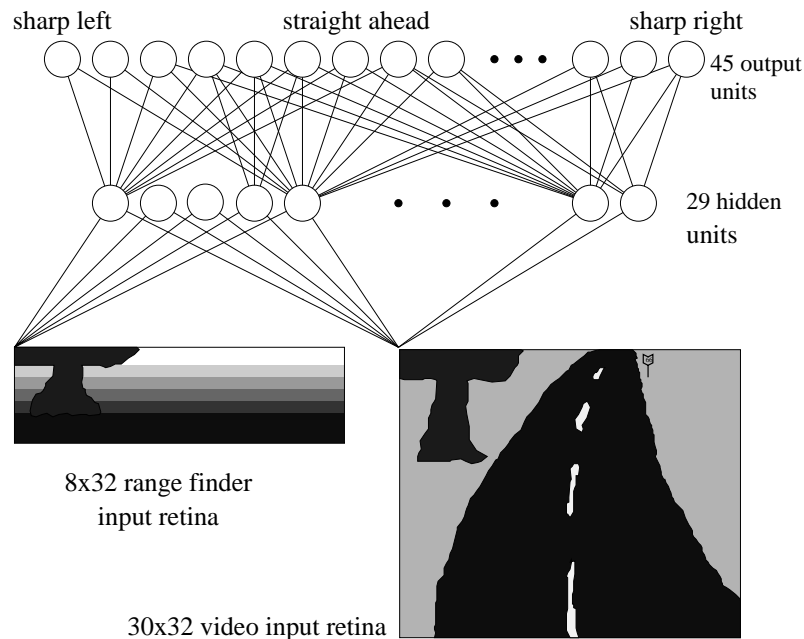 sharp left
straight ahead
sharp right
45 output
units
29 hidden
units
8x32 range finder
input retina
30x32 video input retina